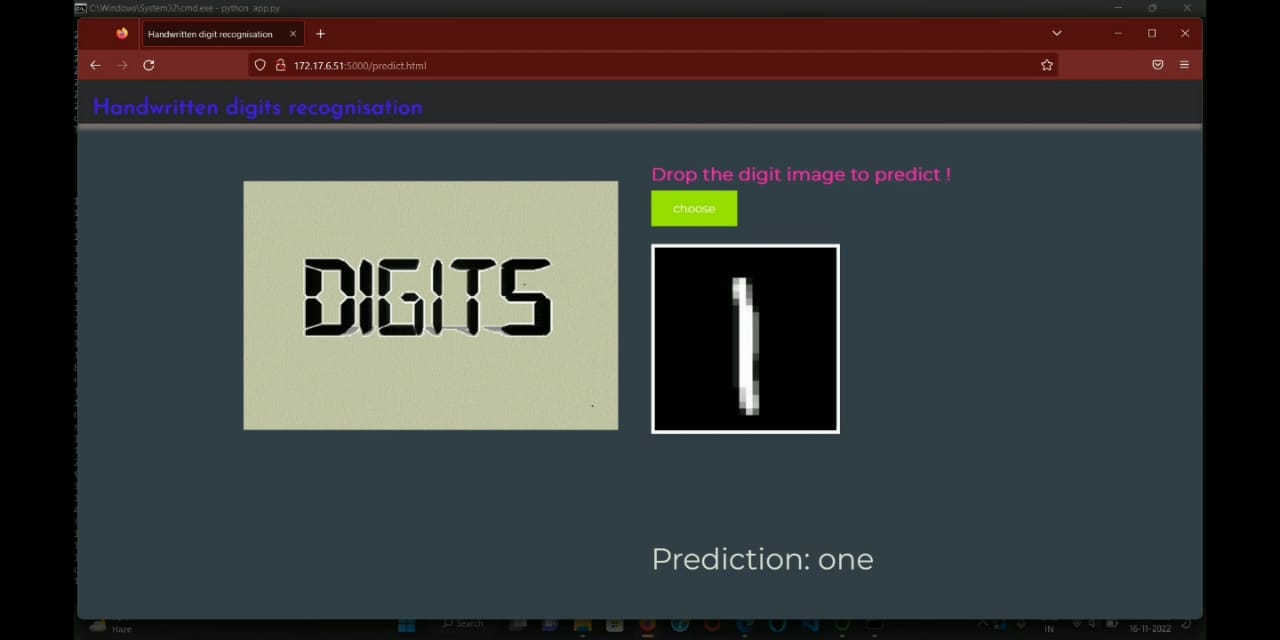 C:\Windows\System32\cmd.exe - python app.py
Handwritten digit recognisation
172.17.6.51:5000/predict.html
Handwritten digits recognisation
Drop the digit image to predict !
choose
DIGITS
Prediction: one
Haze
Search
IN
16-11-2022